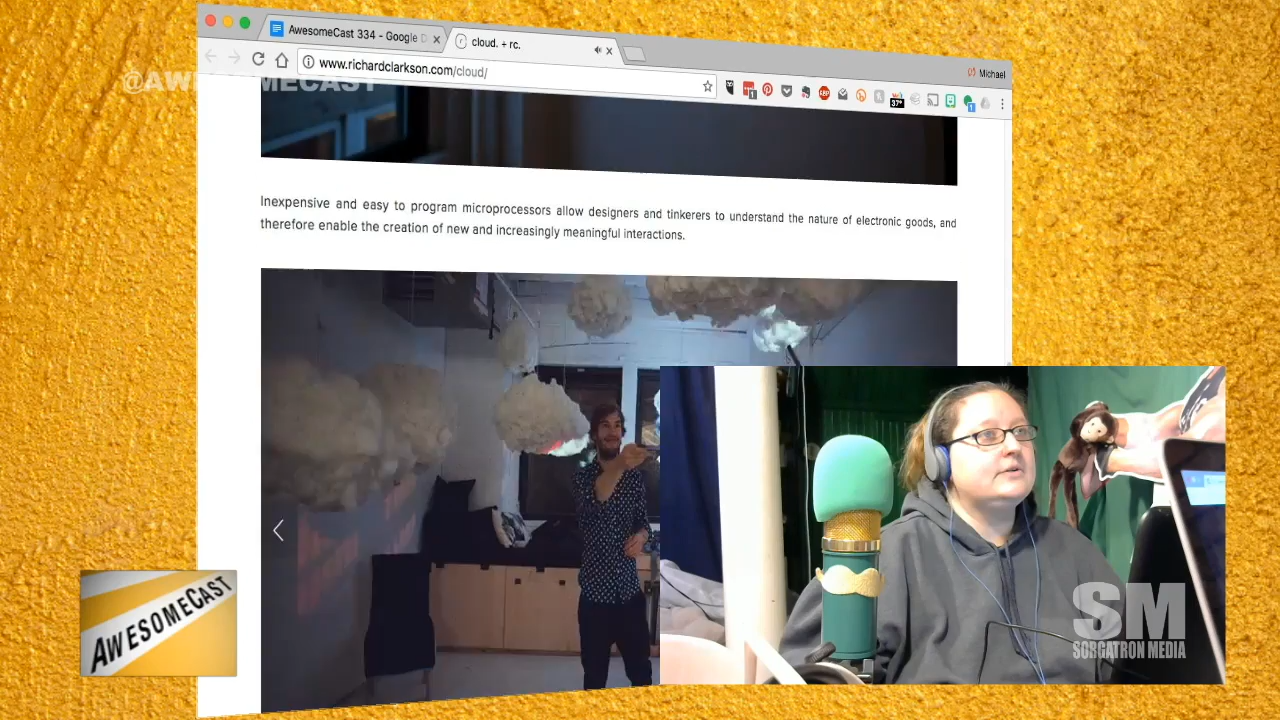 AwesomeCast 334 - Google D
cloud. + rc.
Michael
www.richardclarkson.com/cloud/
@AWESOMECAST
37°
Inexpensive and easy to program microprocessors allow designers and tinkerers to understand the nature of electronic goods, and
therefore enable the creation of new and increasingly meaningful interactions.
AWESOMECAST
SM
SORGATRON MEDIA